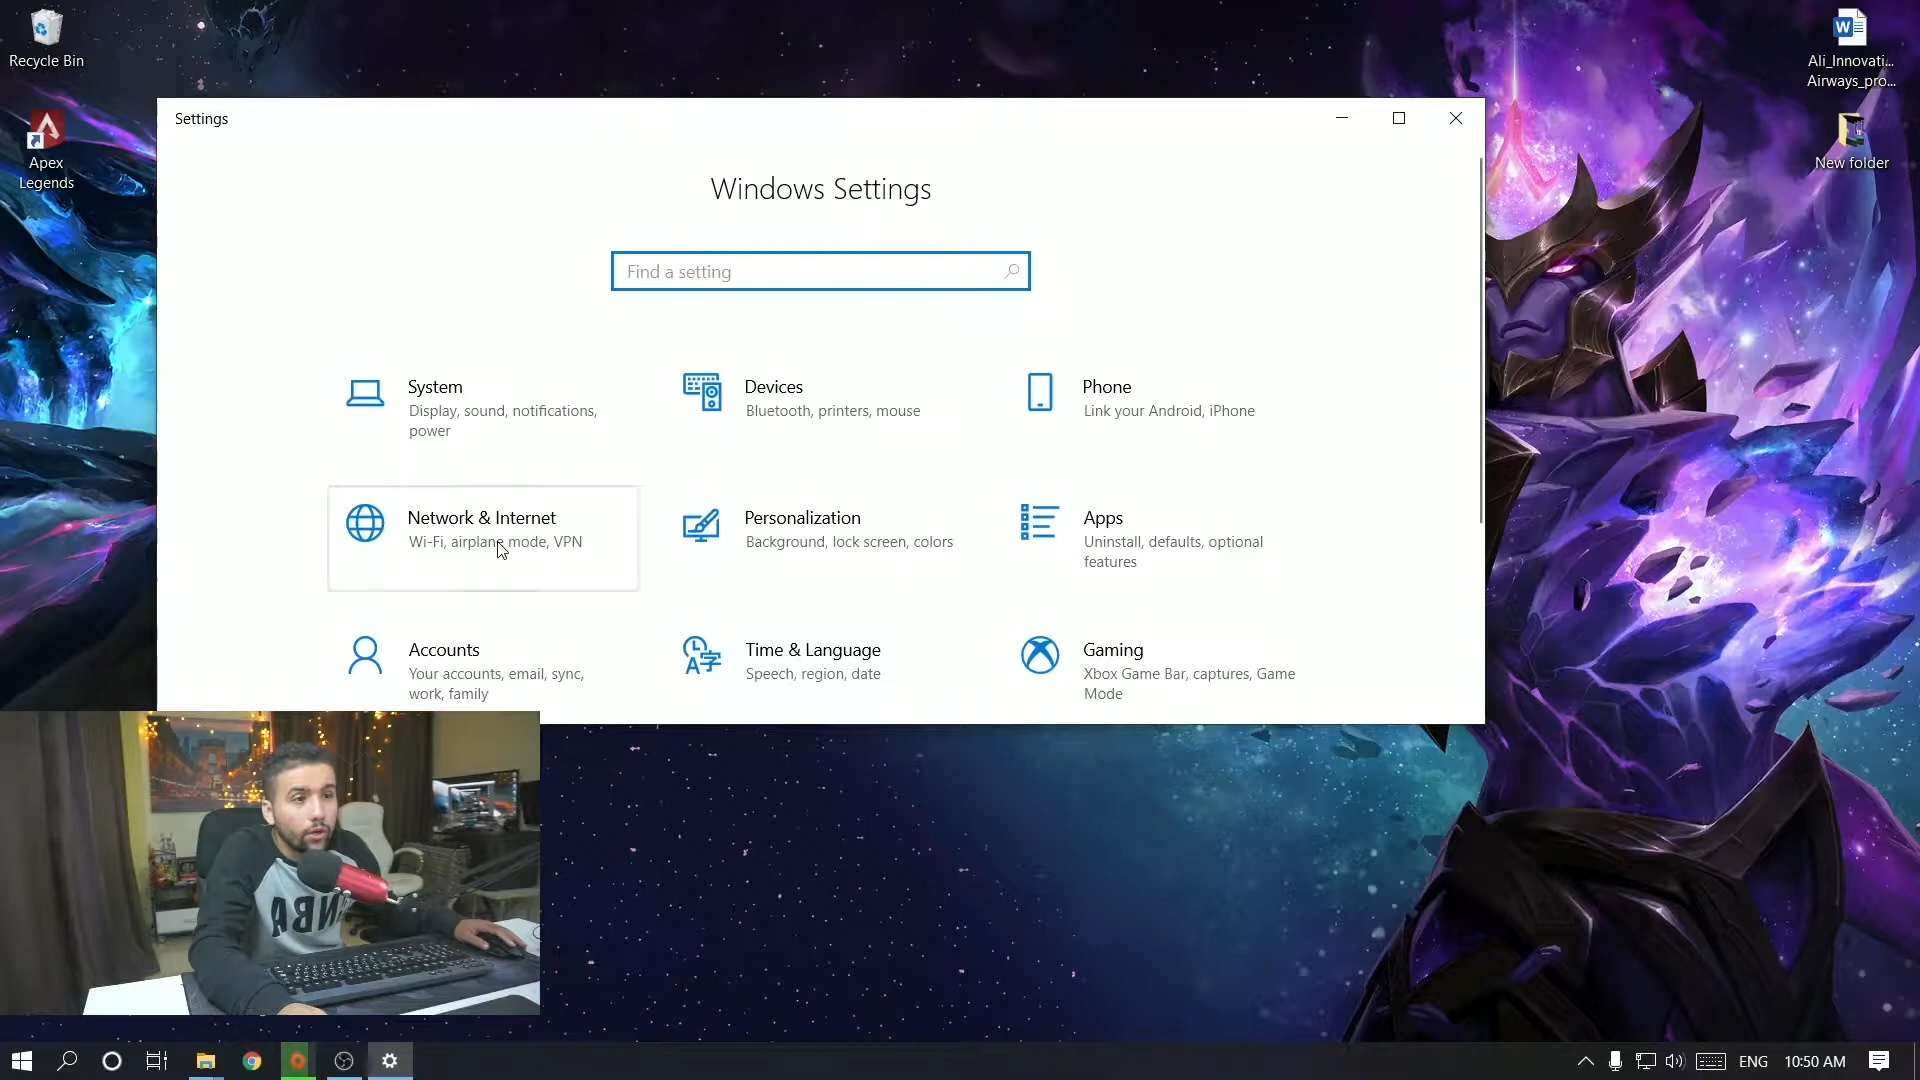 Recycle Bin
Apex
Legends
Ali_Innovati...
Airways_pro...
New folder
Settings
Windows Settings
Find a setting
System
Display, sound, notifications,
power
Devices
Bluetooth, printers, mouse
Phone
Link your Android, iPhone
Network & Internet
Wi-Fi, airplane mode, VPN
Personalization
Background, lock screen, colors
Apps
Uninstall, defaults, optional
features
Accounts
Your accounts, email, sync,
work, family
Time & Language
Speech, region, date
Gaming
Xbox Game Bar, captures, Game
Mode
NBA
ENG
10:50 AM